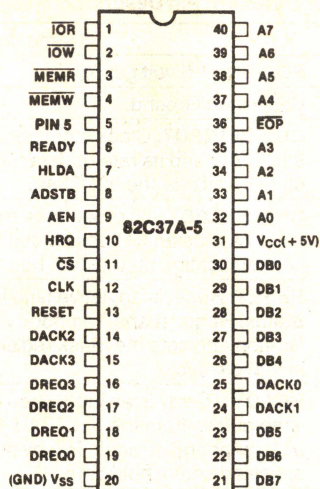 IOR 1 40 A7
IOW 2 39 A6
MEMR 3 38 A5
MEMW 4 37 A4
PIN 5 5 36 EOP
READY 6 35 A3
HLDA 7 34 A2
ADSTB 8 33 A1
AEN 9 32 A0
82C37A-5
HRQ 10 31 Vcc(+5V)
CS 11 30 DB0
CLK 12 29 DB1
RESET 13 28 DB2
DACK2 14 27 DB3
DACK3 15 26 DB4
DREQ3 16 25 DACK0
DREQ2 17 24 DACK1
DREQ1 18 23 DB5
DREQ0 19 22 DB6
(GND) Vss 20 21 DB7